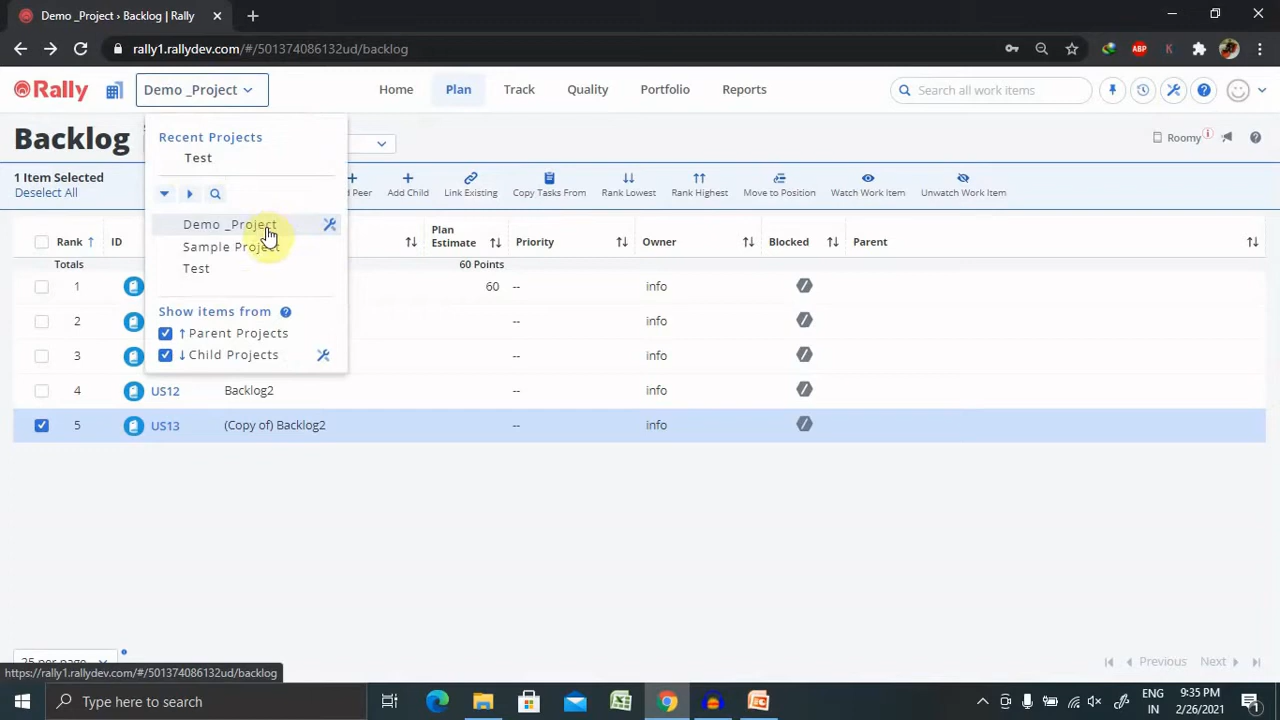 Demo _Project › Backlog | Rally
rally1.rallydev.com/#/501374086132ud/backlog
ABP
K
Rally
Demo _Project
Home
Plan
Track
Quality
Portfolio
Reports
Search all work items
Backlog
Roomy
Recent Projects
Test
Demo _Project
Sample Project
Test
Show items from
↑ Parent Projects
↓ Child Projects
1 Item Selected
Deselect All
d Peer
Add Child
Link Existing
Copy Tasks From
Rank Lowest
Rank Highest
Move to Position
Watch Work Item
Unwatch Work Item
Rank
ID
Plan Estimate
Priority
Owner
Blocked
Parent
Totals
60 Points
1 60 -- info
2 -- info
3 -- info
4 US12 Backlog2 -- info
5 US13 (Copy of) Backlog2 -- info
25 per page
Previous
Next
https://rally1.rallydev.com/#/501374086132ud/backlog
Type here to search
ENG
IN
9:35 PM
2/26/2021
1